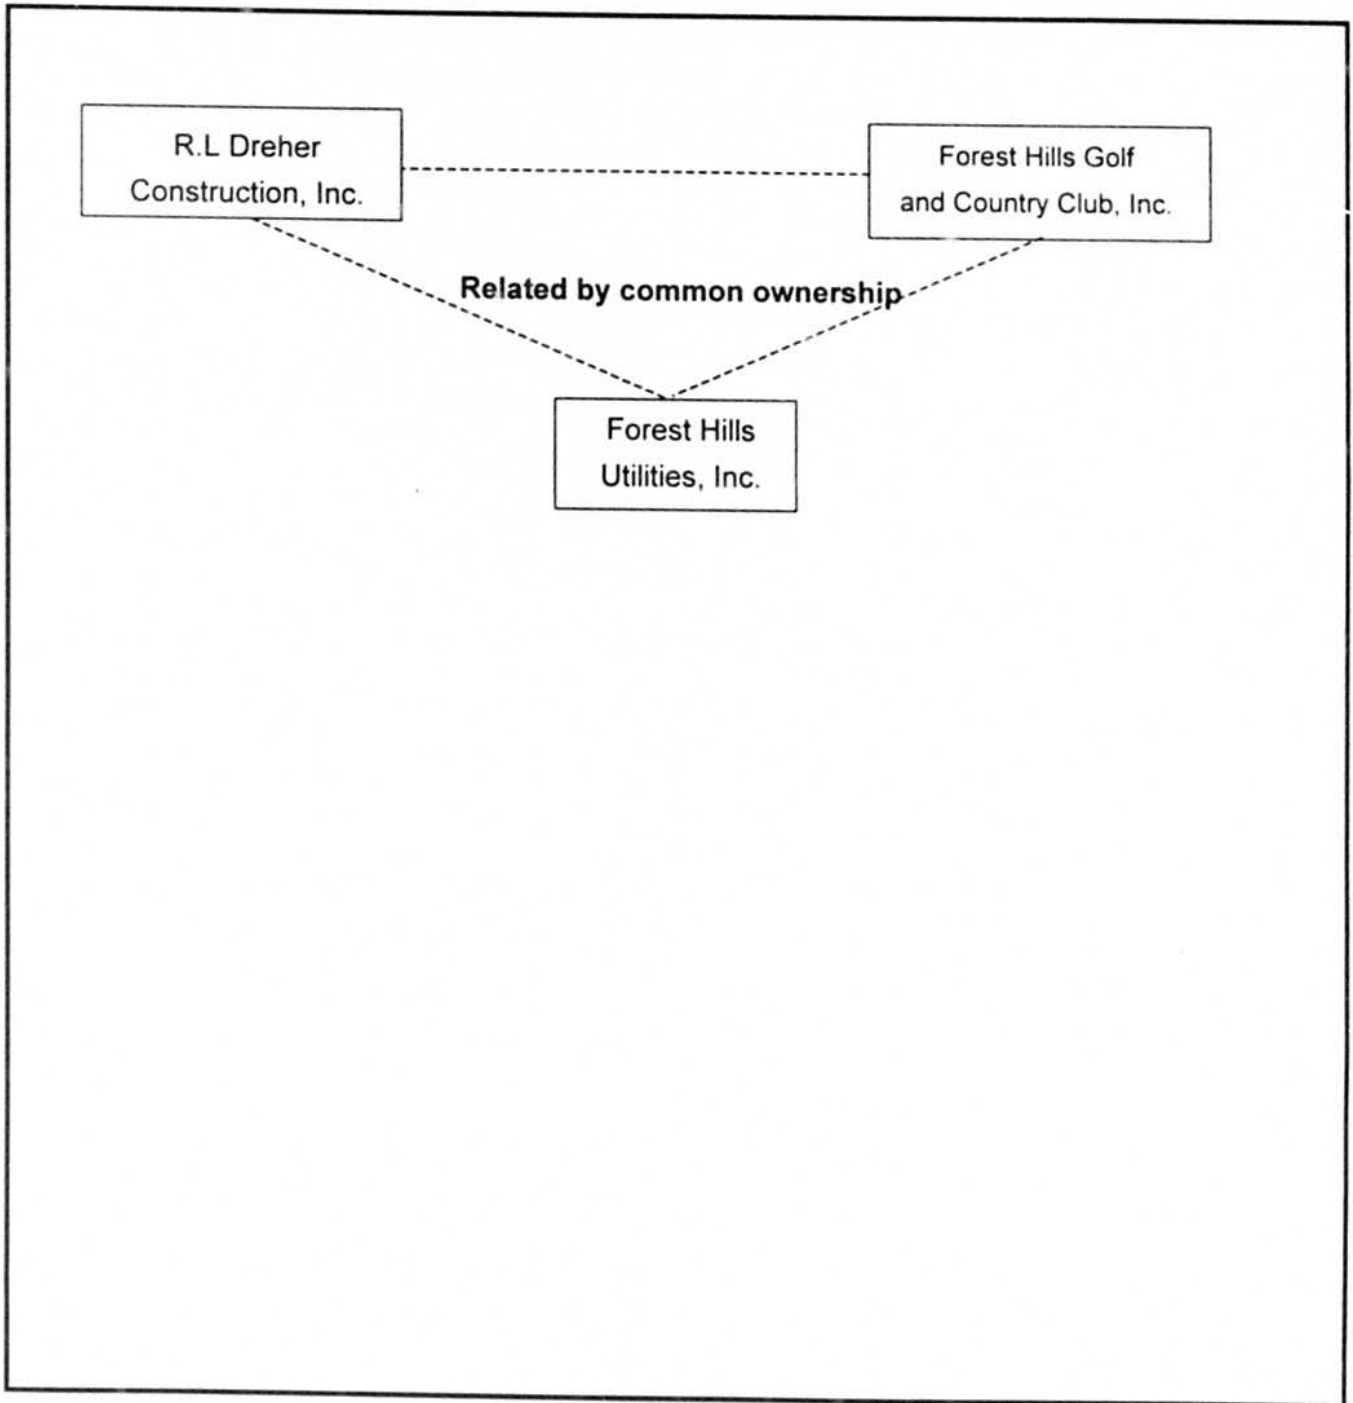 R.L Dreher
Construction, Inc.
Forest Hills Golf
and Country Club, Inc.
Related by common ownership
Forest Hills
Utilities, Inc.